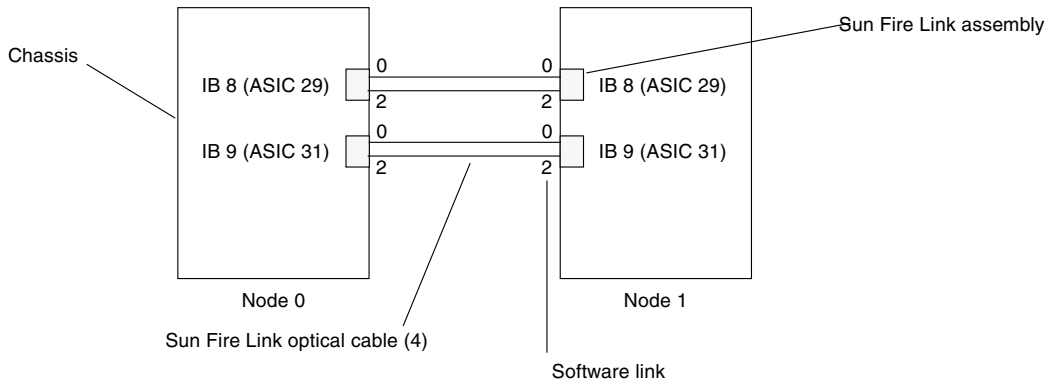 Sun Fire Link assembly
Chassis
0 0
IB 8 (ASIC 29) IB 8 (ASIC 29)
2 2
0 0
IB 9 (ASIC 31) IB 9 (ASIC 31)
2 2
Node 0 Node 1
Sun Fire Link optical cable (4)
Software link